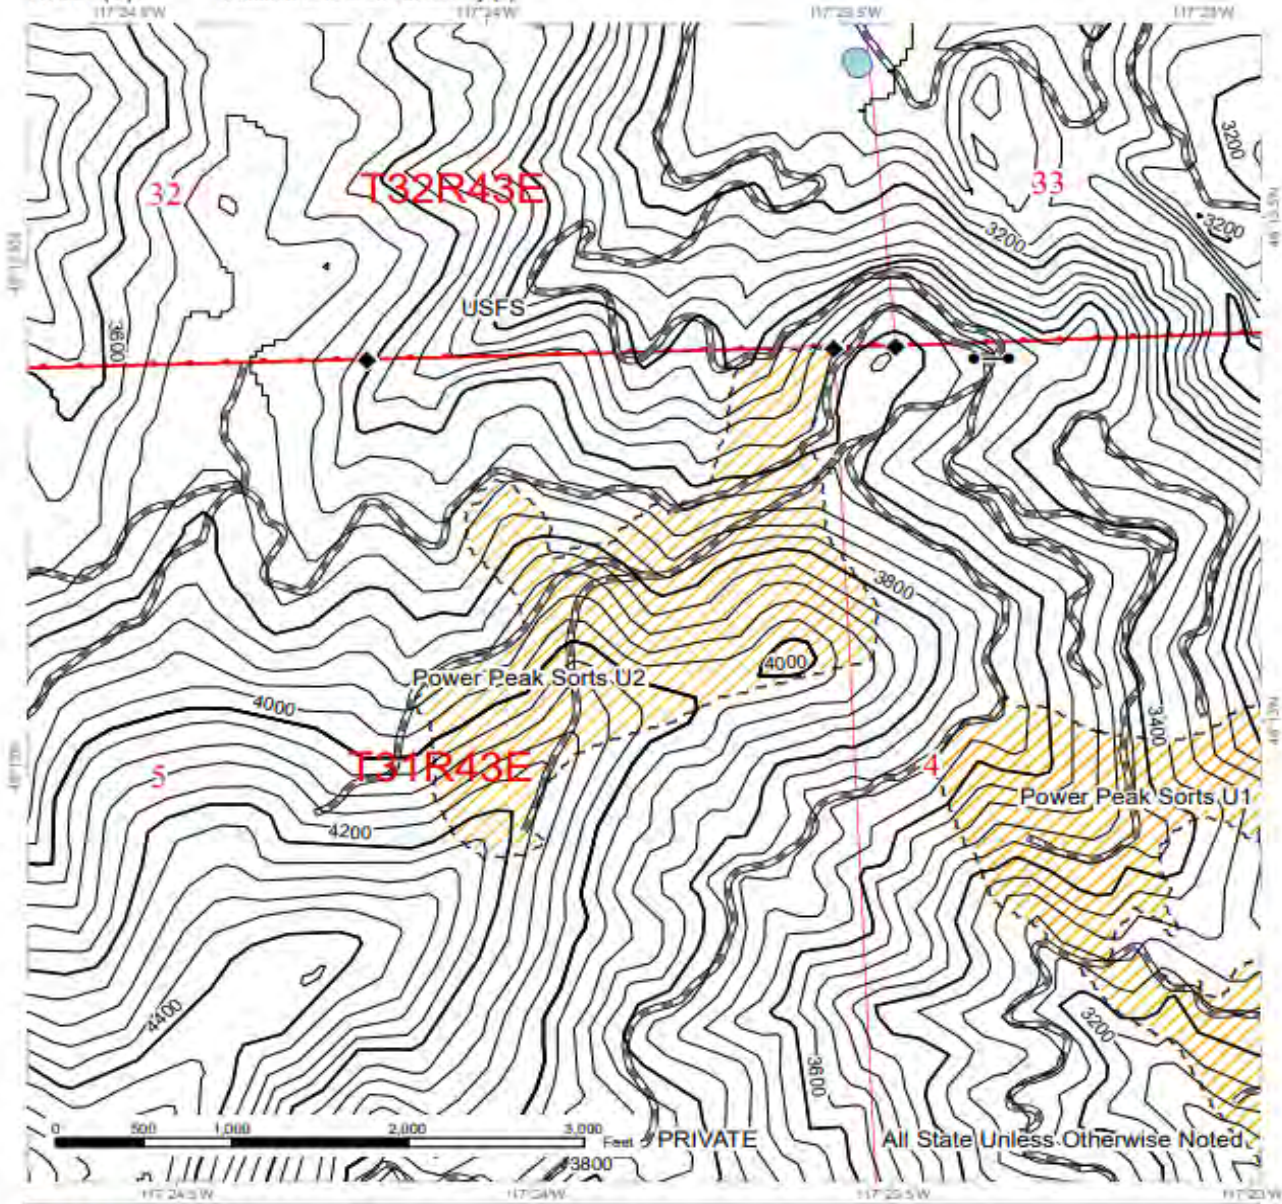 117°24.5'W 117°24'W 117°23.5'W 117°23'W
3200
32 T32R43E 33
3200
3200
USFS
3600
3800
4000
Power Peak Sorts U2
4000
3400
48°13'N
T31R43E
5 4
Power Peak Sorts U1
4200
4400
3200
3600
0 500 1,000 2,000 3,000 Feet
PRIVATE
All State Unless Otherwise Noted.
3800
117°24.5'W 117°24'W 117°23.5'W